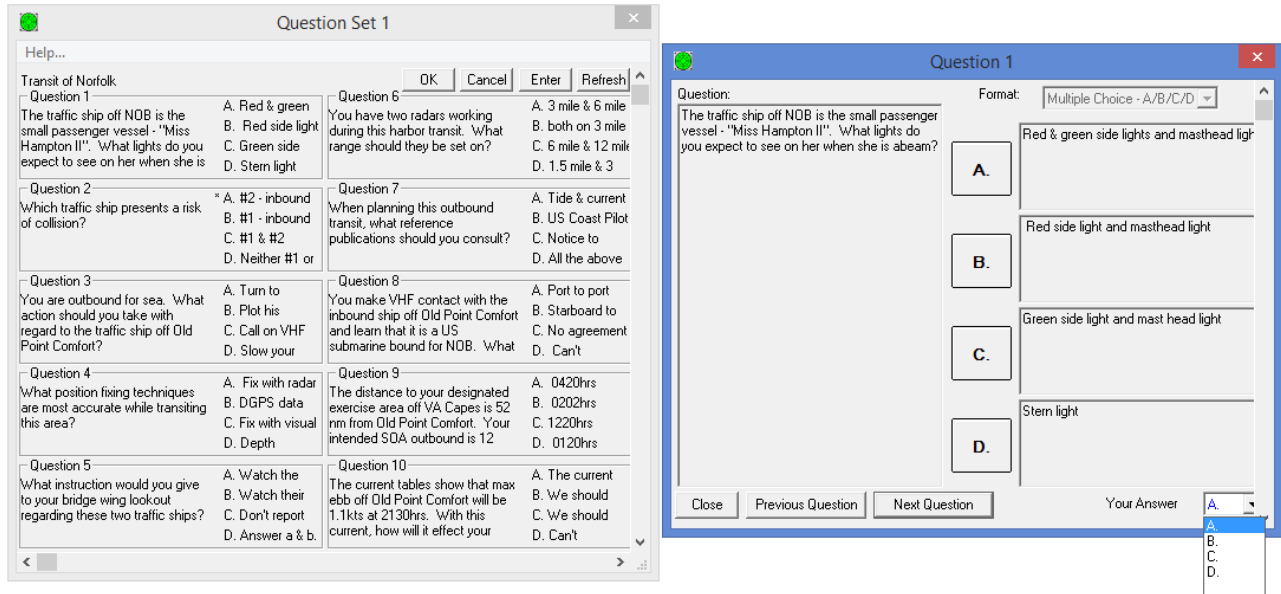 Question Set 1
Help...
Transit of Norfolk
OK
Cancel
Enter
Refresh
Question 1
The traffic ship off NOB is the
small passenger vessel - "Miss
Hampton II". What lights do you
expect to see on her when she is
A. Red & green
B. Red side light
C. Green side
D. Stern light
Question 2
Which traffic ship presents a risk
of collision?
* A. #2 - inbound
B. #1 - inbound
C. #1 & #2
D. Neither #1 or
Question 3
You are outbound for sea. What
action should you take with
regard to the traffic ship off Old
Point Comfort?
A. Turn to
B. Plot his
C. Call on VHF
D. Slow your
Question 4
What position fixing techniques
are most accurate while transiting
this area?
A. Fix with radar
B. DGPS data
C. Fix with visual
D. Depth
Question 5
What instruction would you give
to your bridge wing lookout
regarding these two traffic ships?
A. Watch the
B. Watch their
C. Don't report
D. Answer a & b.
Question 6
You have two radars working
during this harbor transit. What
range should they be set on?
A. 3 mile & 6 mile
B. both on 3 mile
C. 6 mile & 12 mile
D. 1.5 mile & 3
Question 7
When planning this outbound
transit, what reference
publications should you consult?
A. Tide & current
B. US Coast Pilot
C. Notice to
D. All the above
Question 8
You make VHF contact with the
inbound ship off Old Point Comfort
and learn that it is a US
submarine bound for NOB. What
A. Port to port
B. Starboard to
C. No agreement
D. Can't
Question 9
The distance to your designated
exercise area off VA Capes is 52
nm from Old Point Comfort. Your
intended SOA outbound is 12
A. 0420hrs
B. 0202hrs
C. 1220hrs
D. 0120hrs
Question 10
The current tables show that max
ebb off Old Point Comfort will be
1.1kts at 2130hrs. With this
current, how will it effect your
A. The current
B. We should
C. We should
D. Can't
Question 1
Question:
The traffic ship off NOB is the small passenger
vessel - "Miss Hampton II". What lights do
you expect to see on her when she is abeam?
Format:
Multiple Choice - A/B/C/D
A.
Red & green side lights and masthead ligh
B.
Red side light and masthead light
C.
Green side light and mast head light
D.
Stern light
Close
Previous Question
Next Question
Your Answer
A.
A.
B.
C.
D.